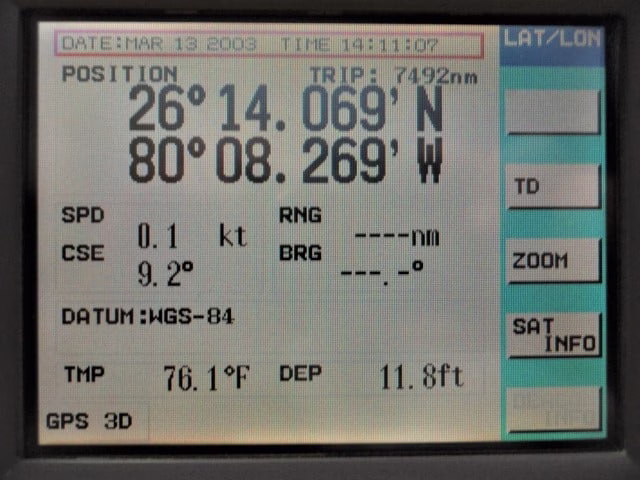 DATE:MAR 13 2003 TIME 14:11:07
LAT/LON
POSITION TRIP: 7492nm
26° 14. 069' N
80° 08. 269' W
TD
SPD 0.1 kt RNG ----nm
CSE 9.2° BRG ---.-°
ZOOM
DATUM:WGS-84
SAT
INFO
TMP 76.1°F DEP 11.8ft
INFO
GPS 3D